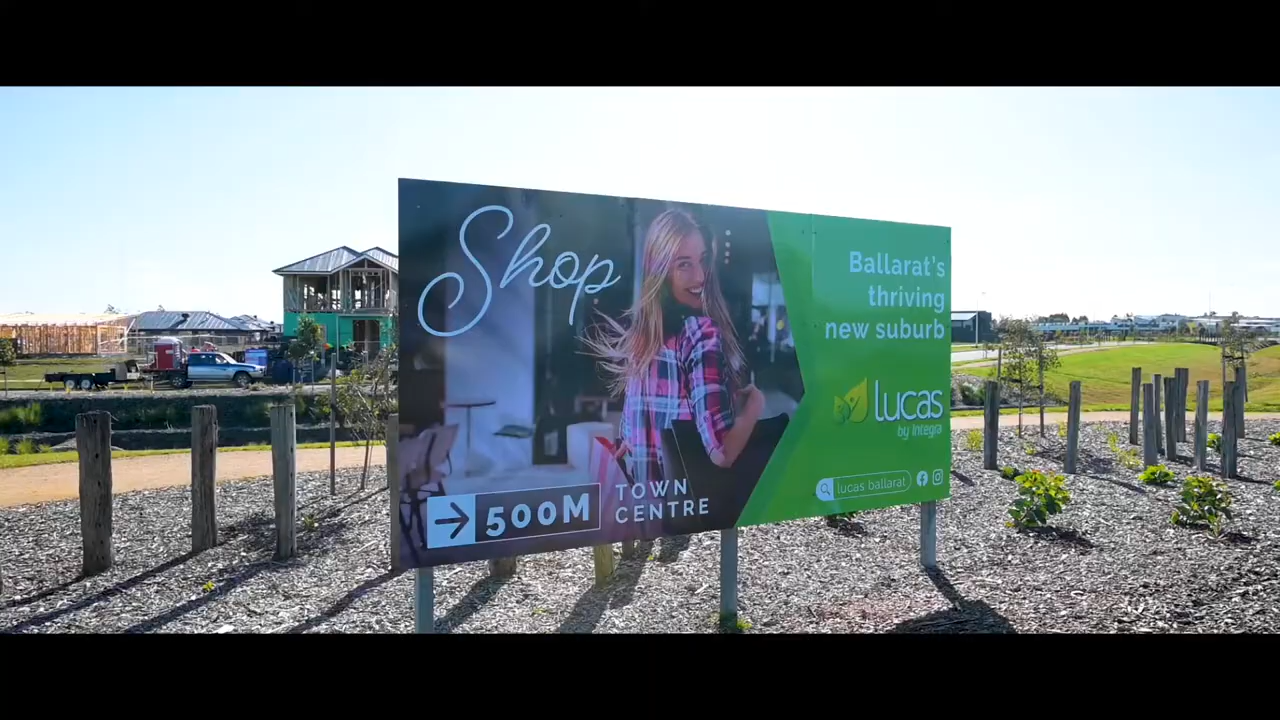 Shop
500M
TOWN
CENTRE
Ballarat's
thriving
new suburb
lucas
by Integra
lucas ballarat